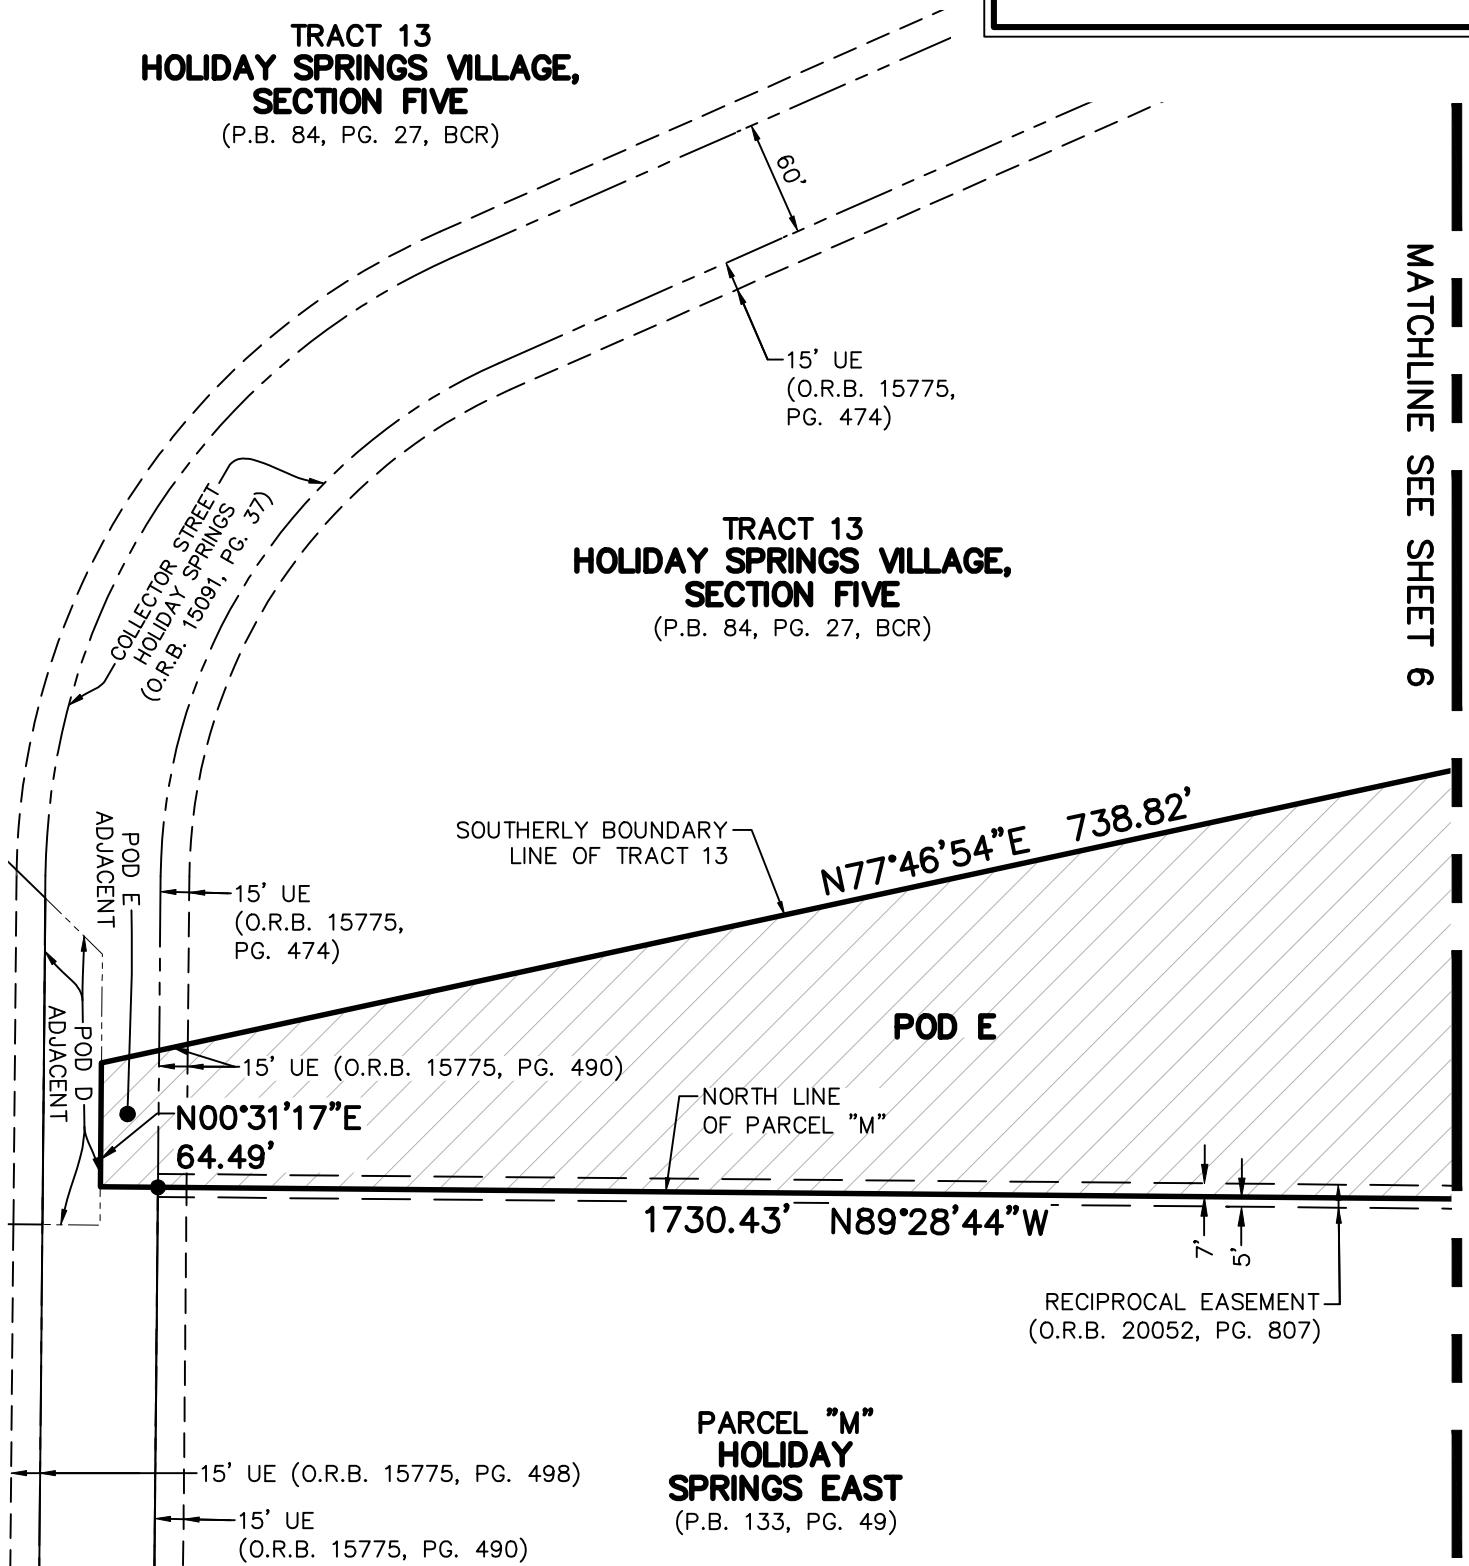 TRACT 13
HOLIDAY SPRINGS VILLAGE,
SECTION FIVE
(P.B. 84, PG. 27, BCR)
60'
15' UE
(O.R.B. 15775,
PG. 474)
MATCHLINE SEE SHEET 6
COLLECTOR STREET
HOLIDAY SPRINGS
(O.R.B. 15091, PG. 37)
TRACT 13
HOLIDAY SPRINGS VILLAGE,
SECTION FIVE
(P.B. 84, PG. 27, BCR)
SOUTHERLY BOUNDARY
LINE OF TRACT 13
N77°46'54"E 738.82'
POD E
ADJACENT
15' UE
(O.R.B. 15775,
PG. 474)
POD D
ADJACENT
POD E
15' UE (O.R.B. 15775, PG. 490)
N00°31'17"E
64.49'
NORTH LINE
OF PARCEL "M"
1730.43' N89°28'44"W
7'
5'
RECIPROCAL EASEMENT
(O.R.B. 20052, PG. 807)
PARCEL "M"
HOLIDAY
SPRINGS EAST
(P.B. 133, PG. 49)
15' UE (O.R.B. 15775, PG. 498)
15' UE
(O.R.B. 15775, PG. 490)